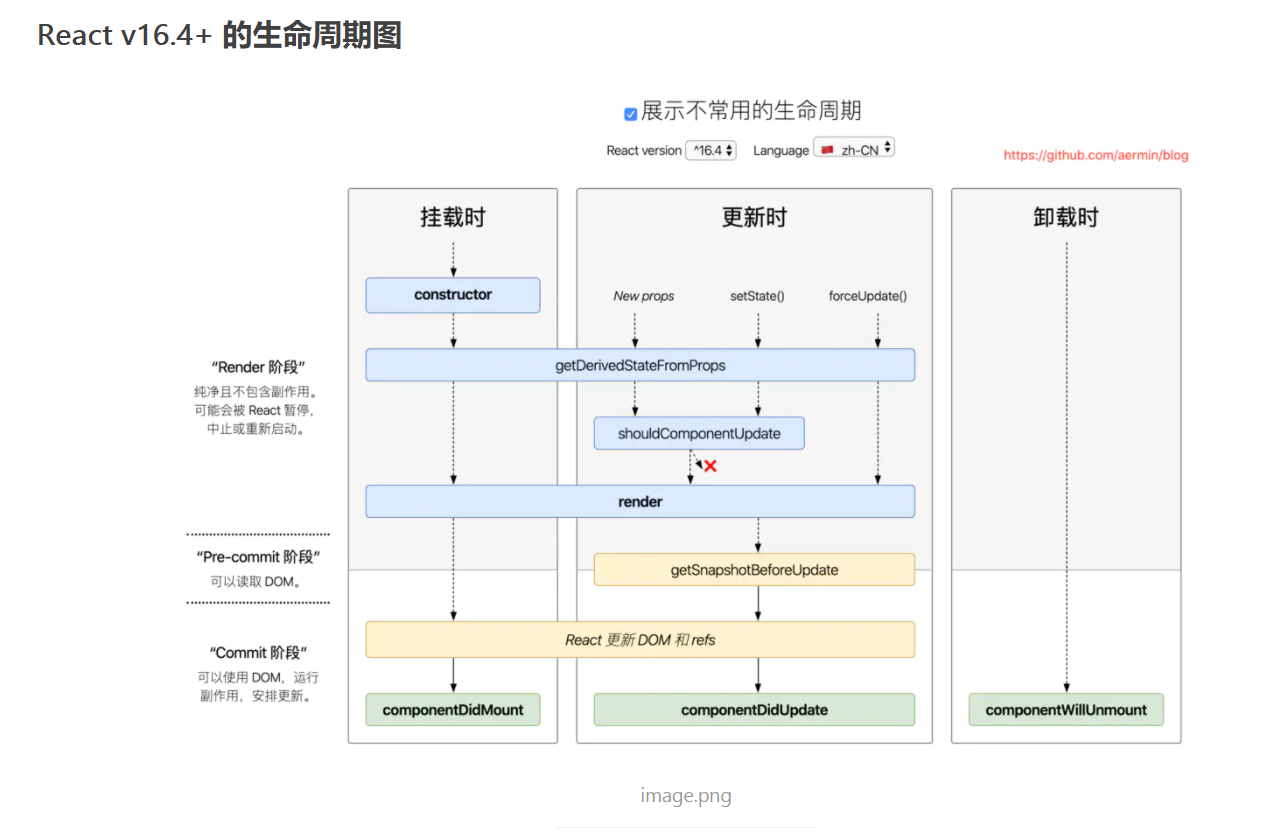 React v16.4+ 的生命周期图
展示不常用的生命周期
React version ^16.4 Language zh-CN
https://github.com/aermin/blog
挂载时
更新时
卸载时
constructor
New props
setState()
forceUpdate()
“Render 阶段”
纯净且不包含副作用。
可能会被 React 暂停，
中止或重新启动。
getDerivedStateFromProps
shouldComponentUpdate
render
“Pre-commit 阶段”
可以读取 DOM。
getSnapshotBeforeUpdate
React 更新 DOM 和 refs
“Commit 阶段”
可以使用 DOM，运行
副作用，安排更新。
componentDidMount
componentDidUpdate
componentWillUnmount
image.png